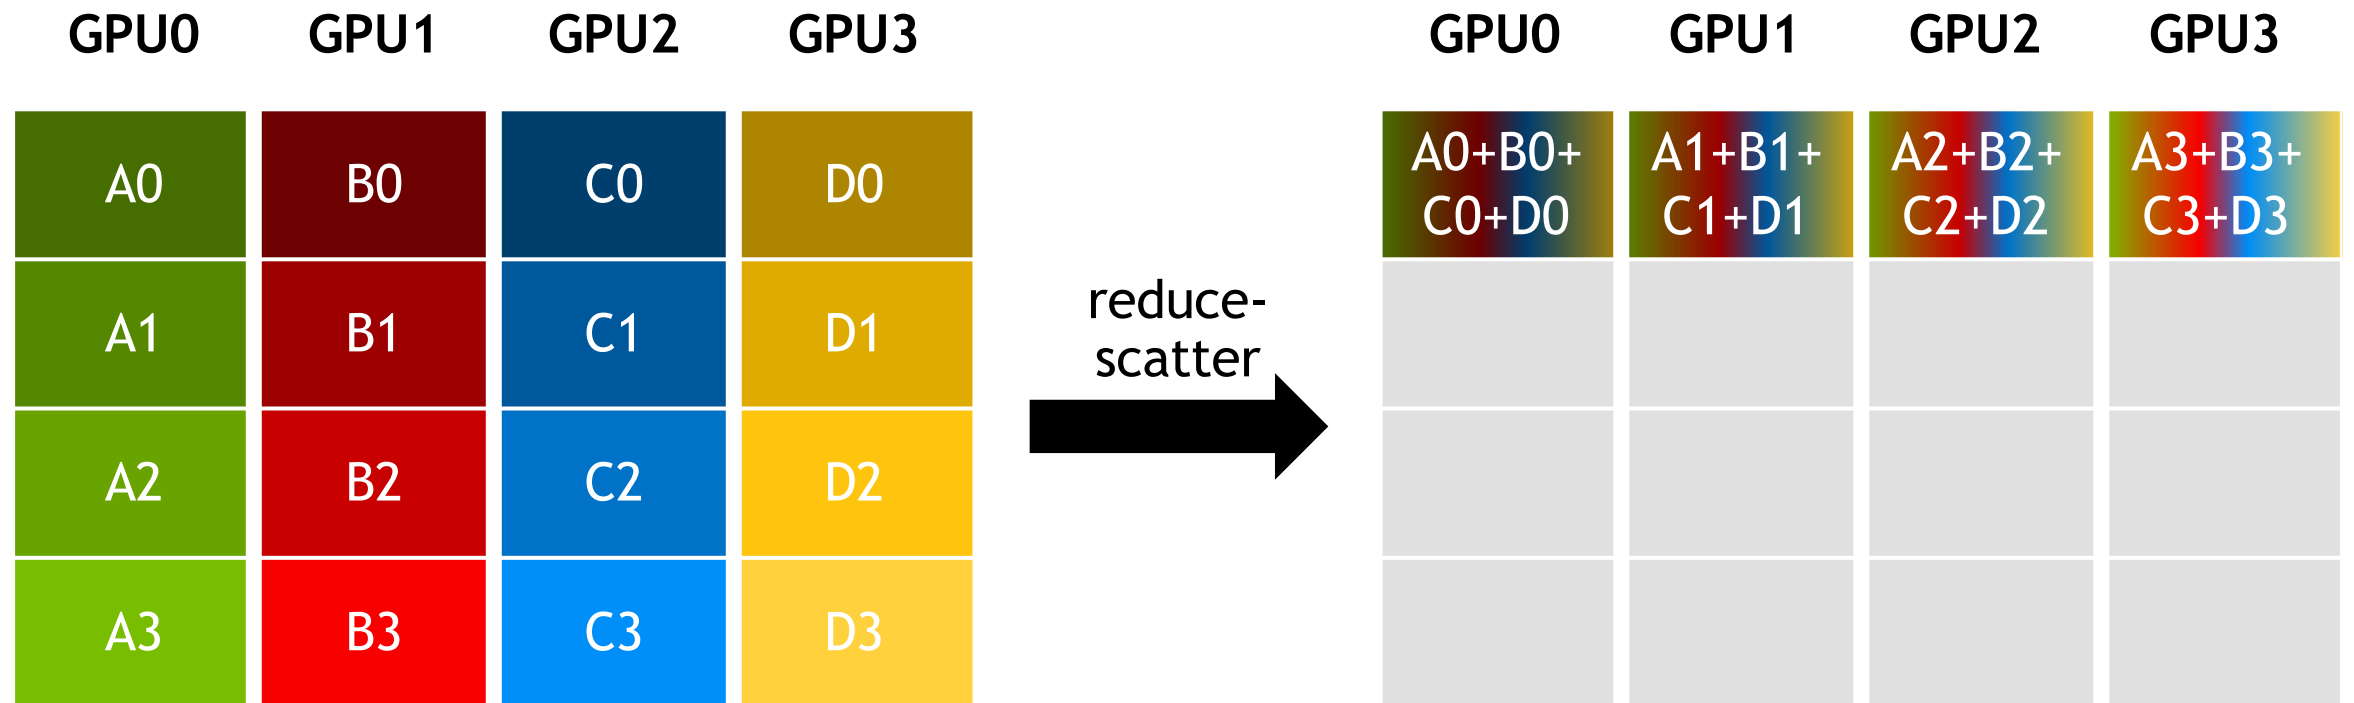 GPU0 GPU1 GPU2 GPU3
A0 B0 C0 D0
A1 B1 C1 D1
A2 B2 C2 D2
A3 B3 C3 D3
reduce-
scatter
GPU0 GPU1 GPU2 GPU3
A0+B0+
C0+D0
A1+B1+
C1+D1
A2+B2+
C2+D2
A3+B3+
C3+D3